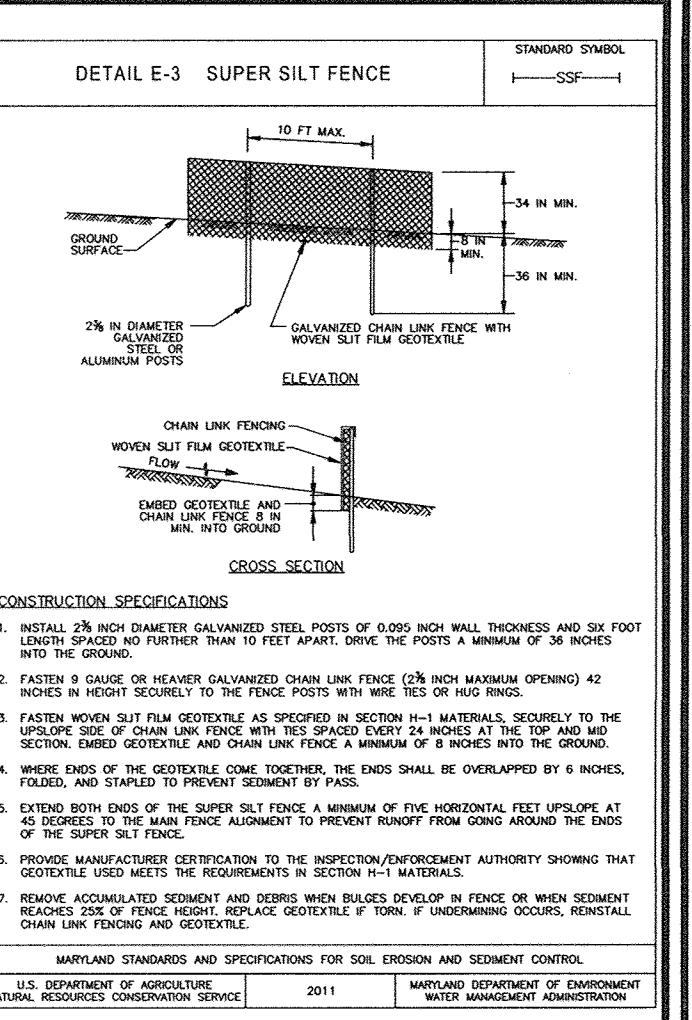 DETAIL E-3 SUPER SILT FENCE
STANDARD SYMBOL
SSF
10 FT MAX.
34 IN MIN.
8 IN
MIN.
36 IN MIN.
GROUND
SURFACE
2⅜ IN DIAMETER
GALVANIZED
STEEL OR
ALUMINUM POSTS
GALVANIZED CHAIN LINK FENCE WITH
WOVEN SLIT FILM GEOTEXTILE
ELEVATION
CHAIN LINK FENCING
WOVEN SLIT FILM GEOTEXTILE
FLOW
EMBED GEOTEXTILE AND
CHAIN LINK FENCE 8 IN
MIN. INTO GROUND
CROSS SECTION
CONSTRUCTION SPECIFICATIONS
1. INSTALL 2⅜ INCH DIAMETER GALVANIZED STEEL POSTS OF 0.095 INCH WALL THICKNESS AND SIX FOOT
LENGTH SPACED NO FURTHER THAN 10 FEET APART. DRIVE THE POSTS A MINIMUM OF 36 INCHES
INTO THE GROUND.
2. FASTEN 9 GAUGE OR HEAVIER GALVANIZED CHAIN LINK FENCE (2⅜ INCH MAXIMUM OPENING) 42
INCHES IN HEIGHT SECURELY TO THE FENCE POSTS WITH WIRE TIES OR HUG RINGS.
3. FASTEN WOVEN SLIT FILM GEOTEXTILE AS SPECIFIED IN SECTION H-1 MATERIALS, SECURELY TO THE
UPSLOPE SIDE OF CHAIN LINK FENCE WITH TIES SPACED EVERY 24 INCHES AT THE TOP AND MID
SECTION. EMBED GEOTEXTILE AND CHAIN LINK FENCE A MINIMUM OF 8 INCHES INTO THE GROUND.
4. WHERE ENDS OF THE GEOTEXTILE COME TOGETHER, THE ENDS SHALL BE OVERLAPPED BY 6 INCHES,
FOLDED, AND STAPLED TO PREVENT SEDIMENT BY PASS.
5. EXTEND BOTH ENDS OF THE SUPER SILT FENCE A MINIMUM OF FIVE HORIZONTAL FEET UPSLOPE AT
45 DEGREES TO THE MAIN FENCE ALIGNMENT TO PREVENT RUNOFF FROM GOING AROUND THE ENDS
OF THE SUPER SILT FENCE.
6. PROVIDE MANUFACTURER CERTIFICATION TO THE INSPECTION/ENFORCEMENT AUTHORITY SHOWING THAT
GEOTEXTILE USED MEETS THE REQUIREMENTS IN SECTION H-1 MATERIALS.
7. REMOVE ACCUMULATED SEDIMENT AND DEBRIS WHEN BULGES DEVELOP IN FENCE OR WHEN SEDIMENT
REACHES 25% OF FENCE HEIGHT. REPLACE GEOTEXTILE IF TORN. IF UNDERMINING OCCURS, REINSTALL
CHAIN LINK FENCING AND GEOTEXTILE.
MARYLAND STANDARDS AND SPECIFICATIONS FOR SOIL EROSION AND SEDIMENT CONTROL
U.S. DEPARTMENT OF AGRICULTURE
ATURAL RESOURCES CONSERVATION SERVICE
2011
MARYLAND DEPARTMENT OF ENVIRONMENT
WATER MANAGEMENT ADMINISTRATION